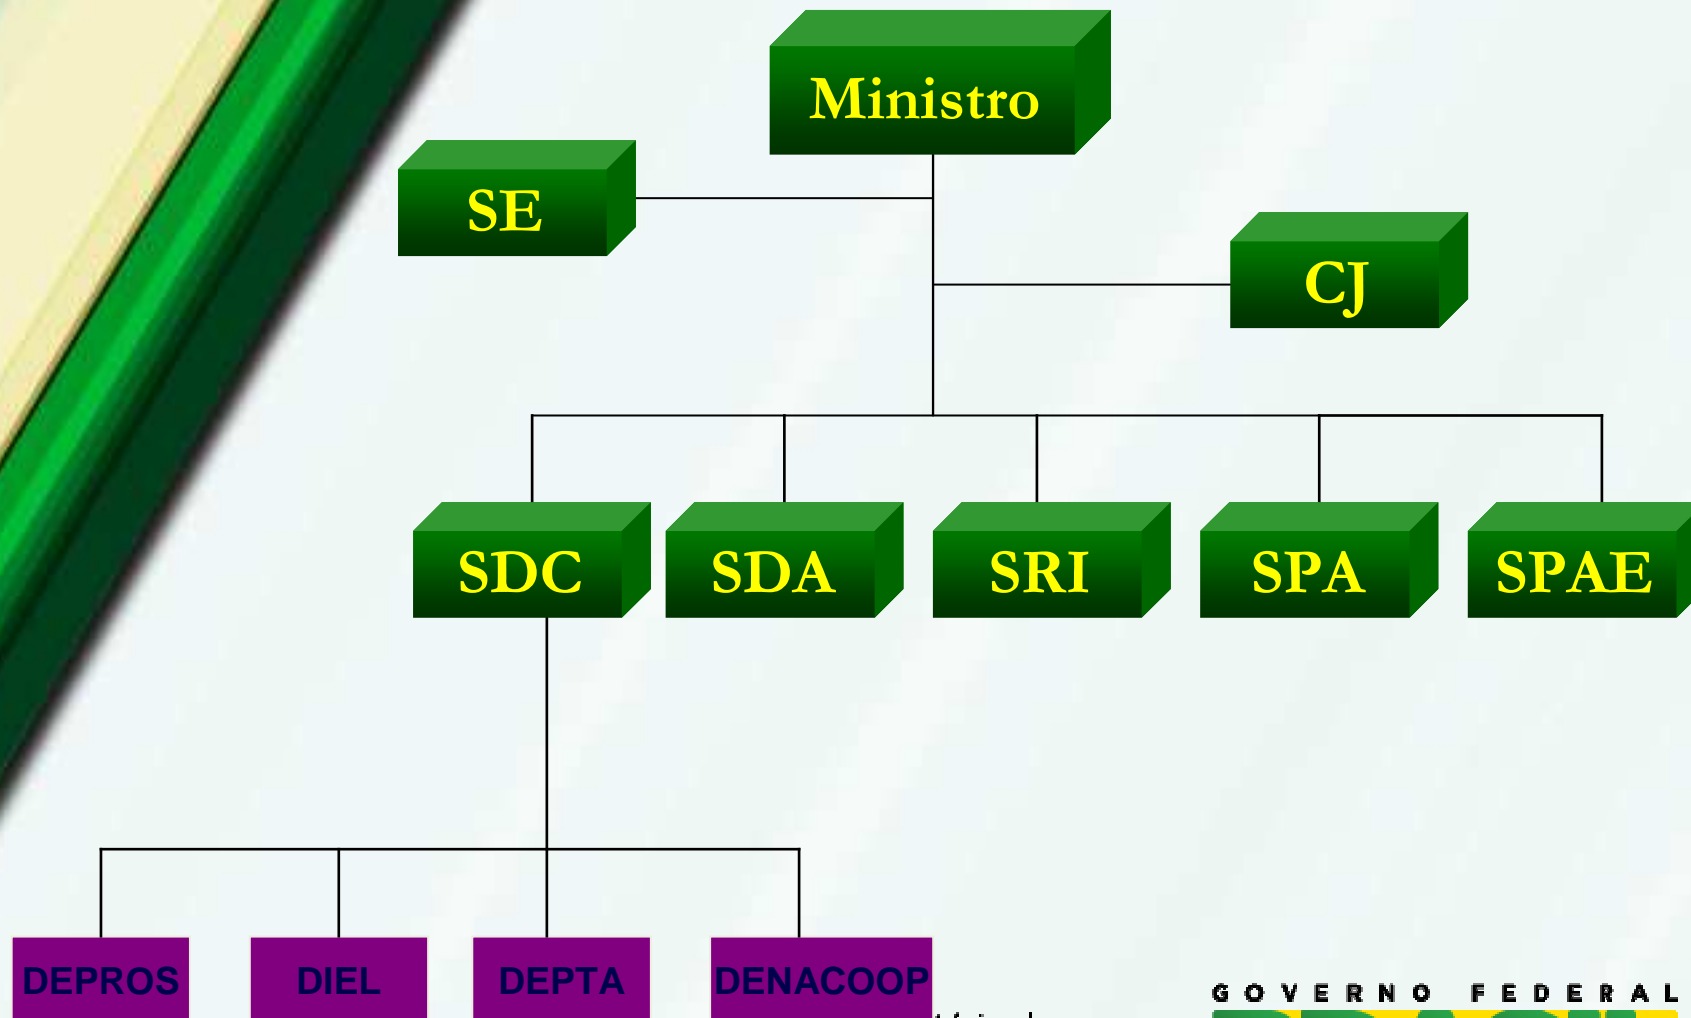 Ministro
SE
CJ
SDC
SDA
SRI
SPA
SPAE
DEPROS
DIEL
DEPTA
DENACOOP
GOVERNO FEDERAL